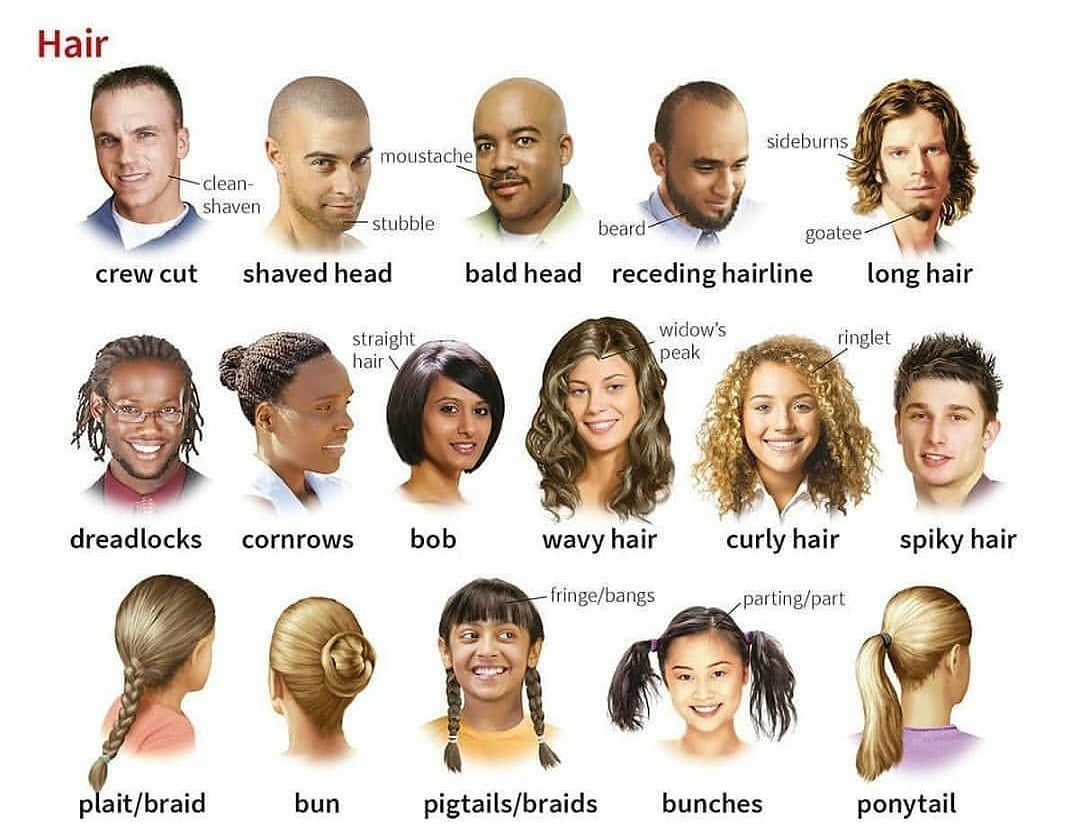 Hair
clean-
shaven
moustache
stubble
beard
sideburns
goatee
crew cut
shaved head
bald head
receding hairline
long hair
straight
hair
widow's
peak
ringlet
dreadlocks
cornrows
bob
wavy hair
curly hair
spiky hair
fringe/bangs
parting/part
plait/braid
bun
pigtails/braids
bunches
ponytail